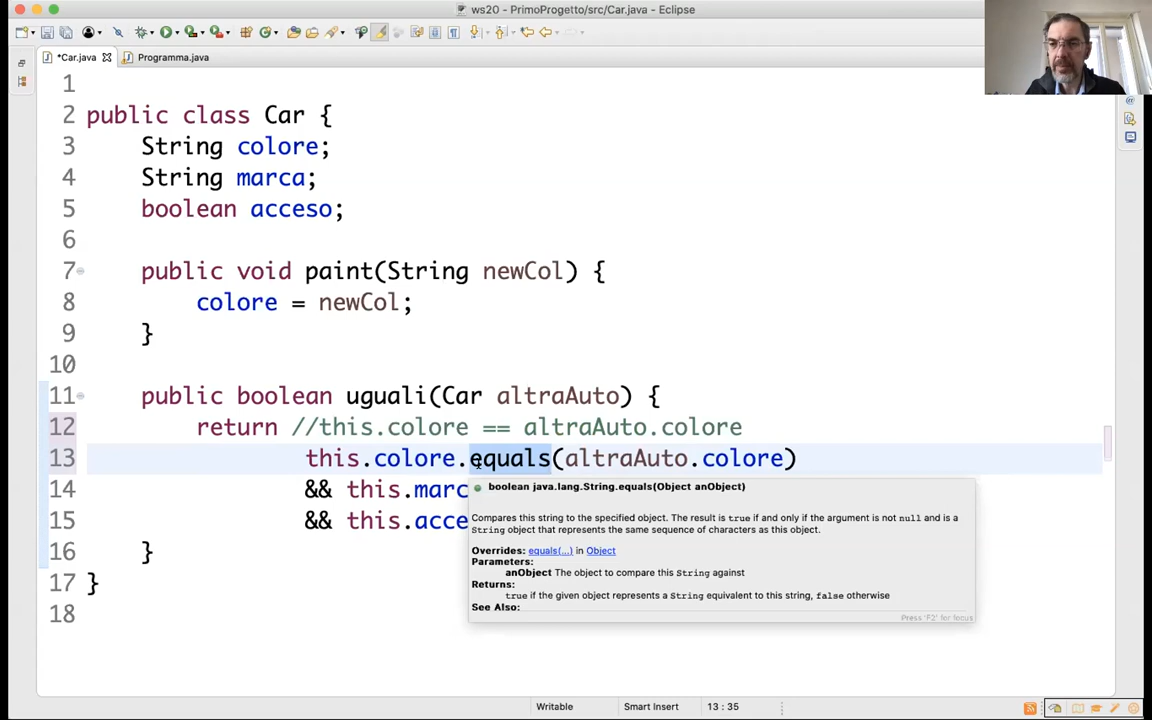 ws20 - PrimoProgetto/src/Car.java - Eclipse
*Car.java
Programma.java
1
2 public class Car {
3 String colore;
4 String marca;
5 boolean acceso;
6
7 public void paint(String newCol) {
8 colore = newCol;
9 }
10
11 public boolean uguali(Car altraAuto) {
12 return //this.colore == altraAuto.colore
13 this.colore.equals(altraAuto.colore)
14 && this.marc
15 && this.acce
16 }
17 }
18
boolean java.lang.String.equals(Object anObject)
Compares this string to the specified object. The result is true if and only if the argument is not null and is a
String object that represents the same sequence of characters as this object.
Overrides: equals(...) in Object
Parameters:
anObject The object to compare this String against
Returns:
true if the given object represents a String equivalent to this string, false otherwise
See Also:
Press 'F2' for focus
Writable
Smart Insert
13 : 35